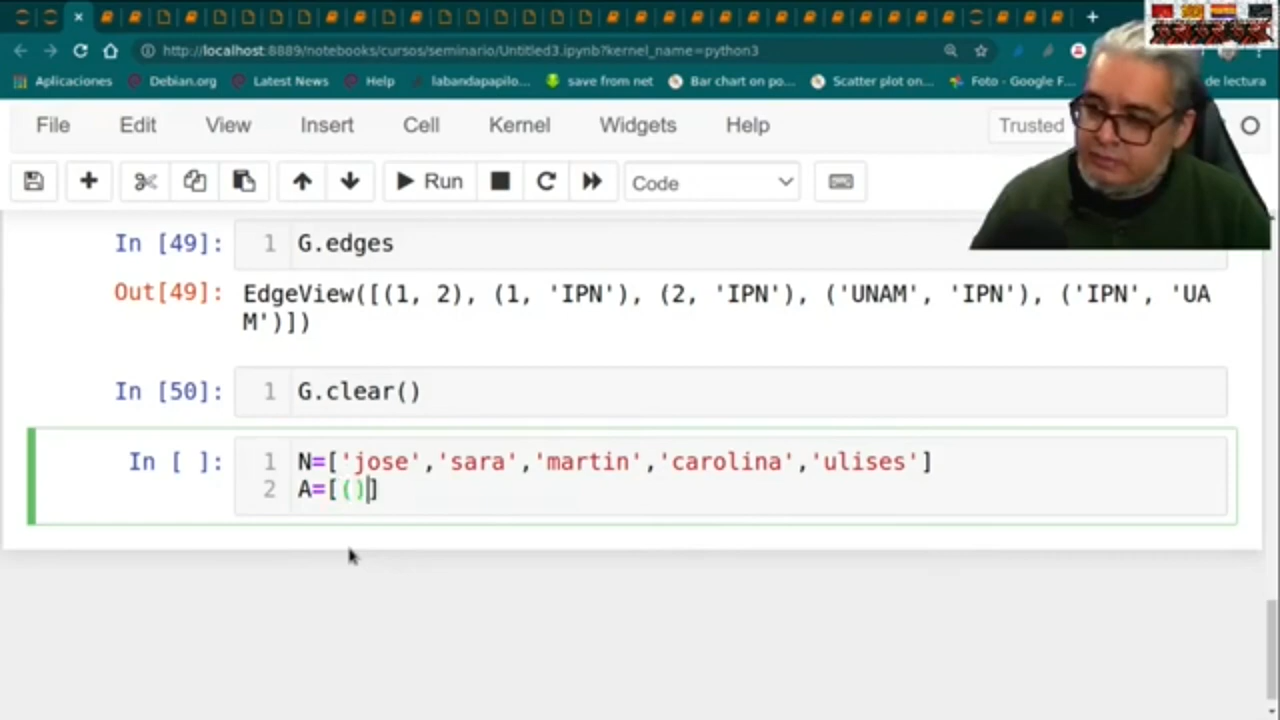 http://localhost:8889/notebooks/cursos/seminario/Untitled3.ipynb?kernel_name=python3
Aplicaciones Debian.org Latest News Help labandapapilo... save from net Bar chart on po... Scatter plot on... Foto - Google F... de lectura
File Edit View Insert Cell Kernel Widgets Help Trusted
Run Code
In [49]: 1 G.edges
Out[49]: EdgeView([(1, 2), (1, 'IPN'), (2, 'IPN'), ('UNAM', 'IPN'), ('IPN', 'UA
M')])
In [50]: 1 G.clear()
In [ ]: 1 N=['jose','sara','martin','carolina','ulises']
2 A=[()]